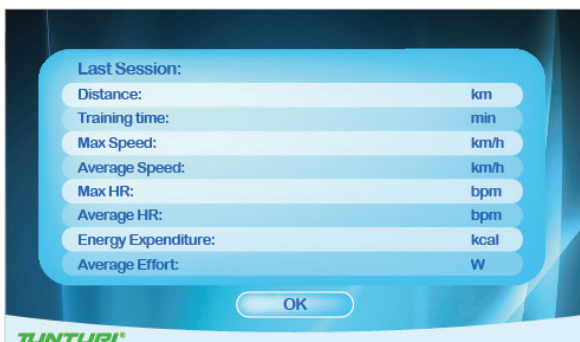 Last Session:
Distance: km
Training time: min
Max Speed: km/h
Average Speed: km/h
Max HR: bpm
Average HR: bpm
Energy Expenditure: kcal
Average Effort: W
OK
TUNTURI®